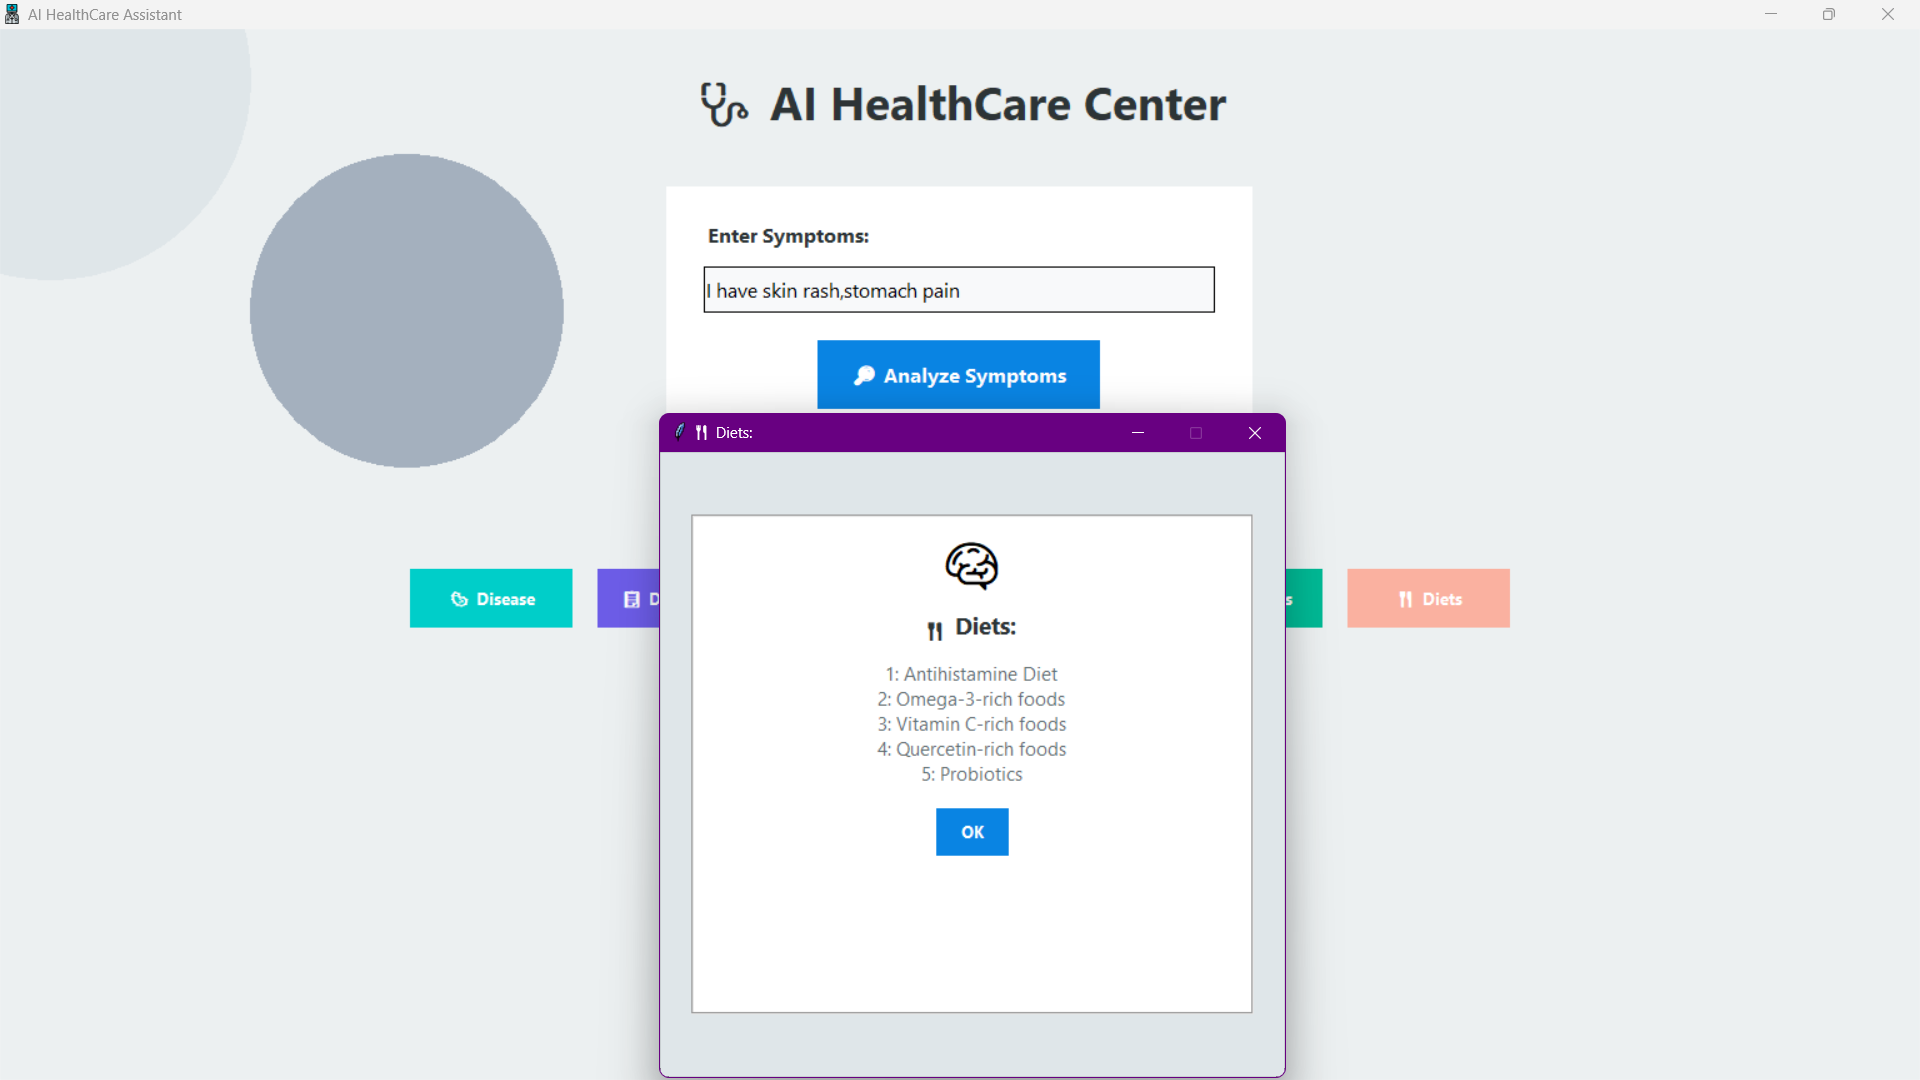 AI HealthCare Assistant
AI HealthCare Center
Enter Symptoms:
I have skin rash,stomach pain
Analyze Symptoms
Diets:
Disease
D
s
Diets
Diets:
1: Antihistamine Diet
2: Omega-3-rich foods
3: Vitamin C-rich foods
4: Quercetin-rich foods
5: Probiotics
OK